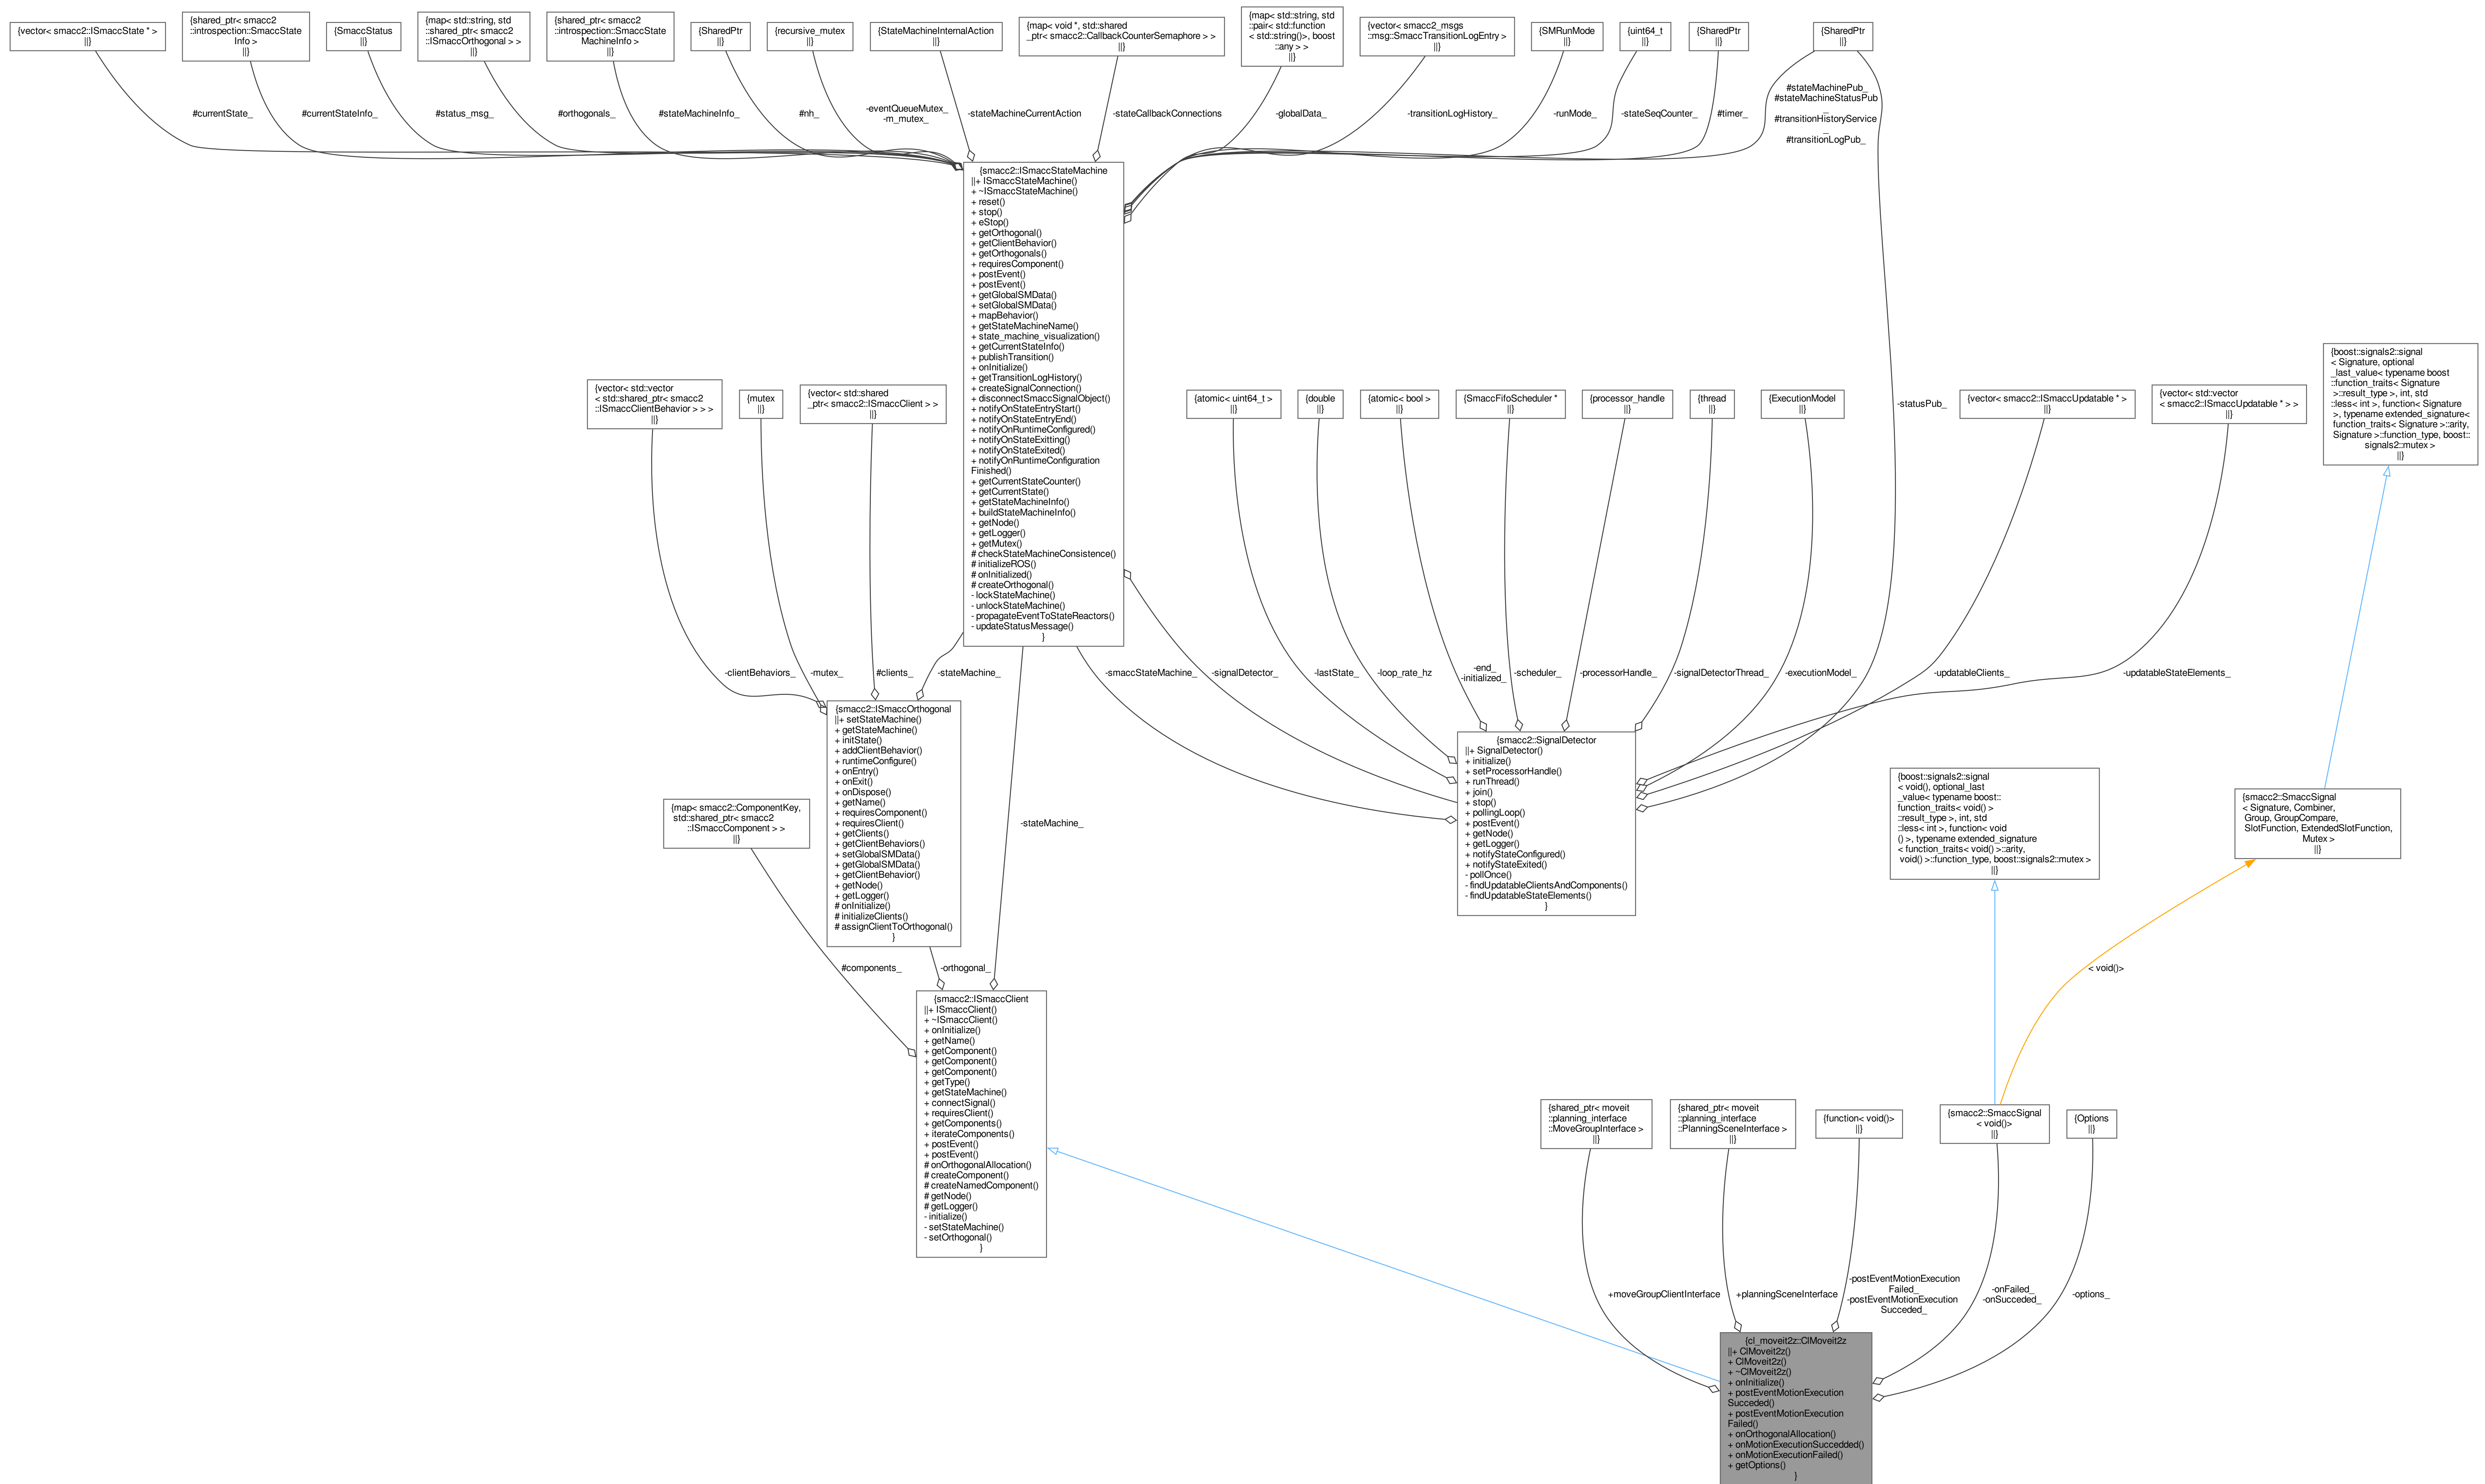 {vector< smacc2::ISmaccState * >
||}
{shared_ptr< smacc2
::introspection::SmaccState
Info >
||}
{SmaccStatus
||}
{map< std::string, std
::shared_ptr< smacc2
::ISmaccOrthogonal > >
||}
{shared_ptr< smacc2
::introspection::SmaccState
MachineInfo >
||}
{SharedPtr
||}
{recursive_mutex
||}
{StateMachineInternalAction
||}
{map< void *, std::shared
_ptr< smacc2::CallbackCounterSemaphore > >
||}
{map< std::string, std
::pair< std::function
< std::string()>, boost
::any > >
||}
{vector< smacc2_msgs
::msg::SmaccTransitionLogEntry >
||}
{SMRunMode
||}
{uint64_t
||}
{SharedPtr
||}
{SharedPtr
||}
#currentState_
#currentStateInfo_
#status_msg_
#orthogonals_
#stateMachineInfo_
#nh_
-eventQueueMutex_
-m_mutex_
-stateMachineCurrentAction
-stateCallbackConnections
-globalData_
-transitionLogHistory_
-runMode_
-stateSeqCounter_
#timer_
#stateMachinePub_
#stateMachineStatusPub
_
#transitionHistoryService
_
#transitionLogPub_
{smacc2::ISmaccStateMachine
||+ ISmaccStateMachine()
+ ~ISmaccStateMachine()
+ reset()
+ stop()
+ eStop()
+ getOrthogonal()
+ getClientBehavior()
+ getOrthogonals()
+ requiresComponent()
+ postEvent()
+ postEvent()
+ getGlobalSMData()
+ setGlobalSMData()
+ mapBehavior()
+ getStateMachineName()
+ state_machine_visualization()
+ getCurrentStateInfo()
+ publishTransition()
+ onInitialize()
+ getTransitionLogHistory()
+ createSignalConnection()
+ disconnectSmaccSignalObject()
+ notifyOnStateEntryStart()
+ notifyOnStateEntryEnd()
+ notifyOnRuntimeConfigured()
+ notifyOnStateExitting()
+ notifyOnStateExited()
+ notifyOnRuntimeConfiguration
Finished()
+ getCurrentStateCounter()
+ getCurrentState()
+ getStateMachineInfo()
+ buildStateMachineInfo()
+ getNode()
+ getLogger()
+ getMutex()
# checkStateMachineConsistence()
# initializeROS()
# onInitialized()
# createOrthogonal()
- lockStateMachine()
- unlockStateMachine()
- propagateEventToStateReactors()
- updateStatusMessage()
}
{boost::signals2::signal
< Signature, optional
_last_value< typename boost
::function_traits< Signature
>::result_type >, int, std
::less< int >, function< Signature
>, typename extended_signature<
function_traits< Signature >::arity,
Signature >::function_type, boost::
signals2::mutex >
||}
{vector< std::vector
< std::shared_ptr< smacc2
::ISmaccClientBehavior > > >
||}
{mutex
||}
{vector< std::shared
_ptr< smacc2::ISmaccClient > >
||}
{atomic< uint64_t >
||}
{double
||}
{atomic< bool >
||}
{SmaccFifoScheduler *
||}
{processor_handle
||}
{thread
||}
{ExecutionModel
||}
-statusPub_
{vector< smacc2::ISmaccUpdatable * >
||}
{vector< std::vector
< smacc2::ISmaccUpdatable * > >
||}
-clientBehaviors_
-mutex_
#clients_
-stateMachine_
-smaccStateMachine_
-signalDetector_
-lastState_
-loop_rate_hz
-end_
-initialized_
-scheduler_
-processorHandle_
-signalDetectorThread_
-executionModel_
-updatableClients_
-updatableStateElements_
{smacc2::ISmaccOrthogonal
||+ setStateMachine()
+ getStateMachine()
+ initState()
+ addClientBehavior()
+ runtimeConfigure()
+ onEntry()
+ onExit()
+ onDispose()
+ getName()
+ requiresComponent()
+ requiresClient()
+ getClients()
+ getClientBehaviors()
+ setGlobalSMData()
+ getGlobalSMData()
+ getClientBehavior()
+ getNode()
+ getLogger()
# onInitialize()
# initializeClients()
# assignClientToOrthogonal()
}
{smacc2::SignalDetector
||+ SignalDetector()
+ initialize()
+ setProcessorHandle()
+ runThread()
+ join()
+ stop()
+ pollingLoop()
+ postEvent()
+ getNode()
+ getLogger()
+ notifyStateConfigured()
+ notifyStateExited()
- pollOnce()
- findUpdatableClientsAndComponents()
- findUpdatableStateElements()
}
{map< smacc2::ComponentKey,
std::shared_ptr< smacc2
::ISmaccComponent > >
||}
-stateMachine_
{boost::signals2::signal
< void(), optional_last
_value< typename boost::
function_traits< void() >
::result_type >, int, std
::less< int >, function< void
() >, typename extended_signature
< function_traits< void() >::arity,
void() >::function_type, boost::signals2::mutex >
||}
{smacc2::SmaccSignal
< Signature, Combiner,
Group, GroupCompare,
SlotFunction, ExtendedSlotFunction,
Mutex >
||}
#components_
-orthogonal_
< void()>
{smacc2::ISmaccClient
||+ ISmaccClient()
+ ~ISmaccClient()
+ onInitialize()
+ getName()
+ getComponent()
+ getComponent()
+ getComponent()
+ getType()
+ getStateMachine()
+ connectSignal()
+ requiresClient()
+ getComponents()
+ iterateComponents()
+ postEvent()
+ postEvent()
# onOrthogonalAllocation()
# createComponent()
# createNamedComponent()
# getNode()
# getLogger()
- initialize()
- setStateMachine()
- setOrthogonal()
}
{shared_ptr< moveit
::planning_interface
::MoveGroupInterface >
||}
{shared_ptr< moveit
::planning_interface
::PlanningSceneInterface >
||}
{function< void()>
||}
{smacc2::SmaccSignal
< void()>
||}
{Options
||}
+moveGroupClientInterface
+planningSceneInterface
-postEventMotionExecution
Failed_
-postEventMotionExecution
Succeded_
-onFailed_
-onSucceded_
-options_
{cl_moveit2z::ClMoveit2z
||+ ClMoveit2z()
+ ClMoveit2z()
+ ~ClMoveit2z()
+ onInitialize()
+ postEventMotionExecution
Succeded()
+ postEventMotionExecution
Failed()
+ onOrthogonalAllocation()
+ onMotionExecutionSuccedded()
+ onMotionExecutionFailed()
+ getOptions()
}